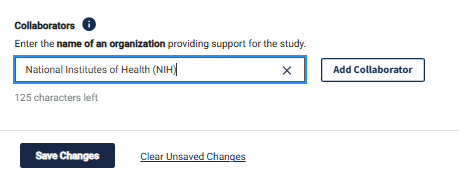 Collaborators
Enter the name of an organization providing support for the study.
National Institutes of Health (NIH)
Add Collaborator
125 characters left
Save Changes
Clear Unsaved Changes